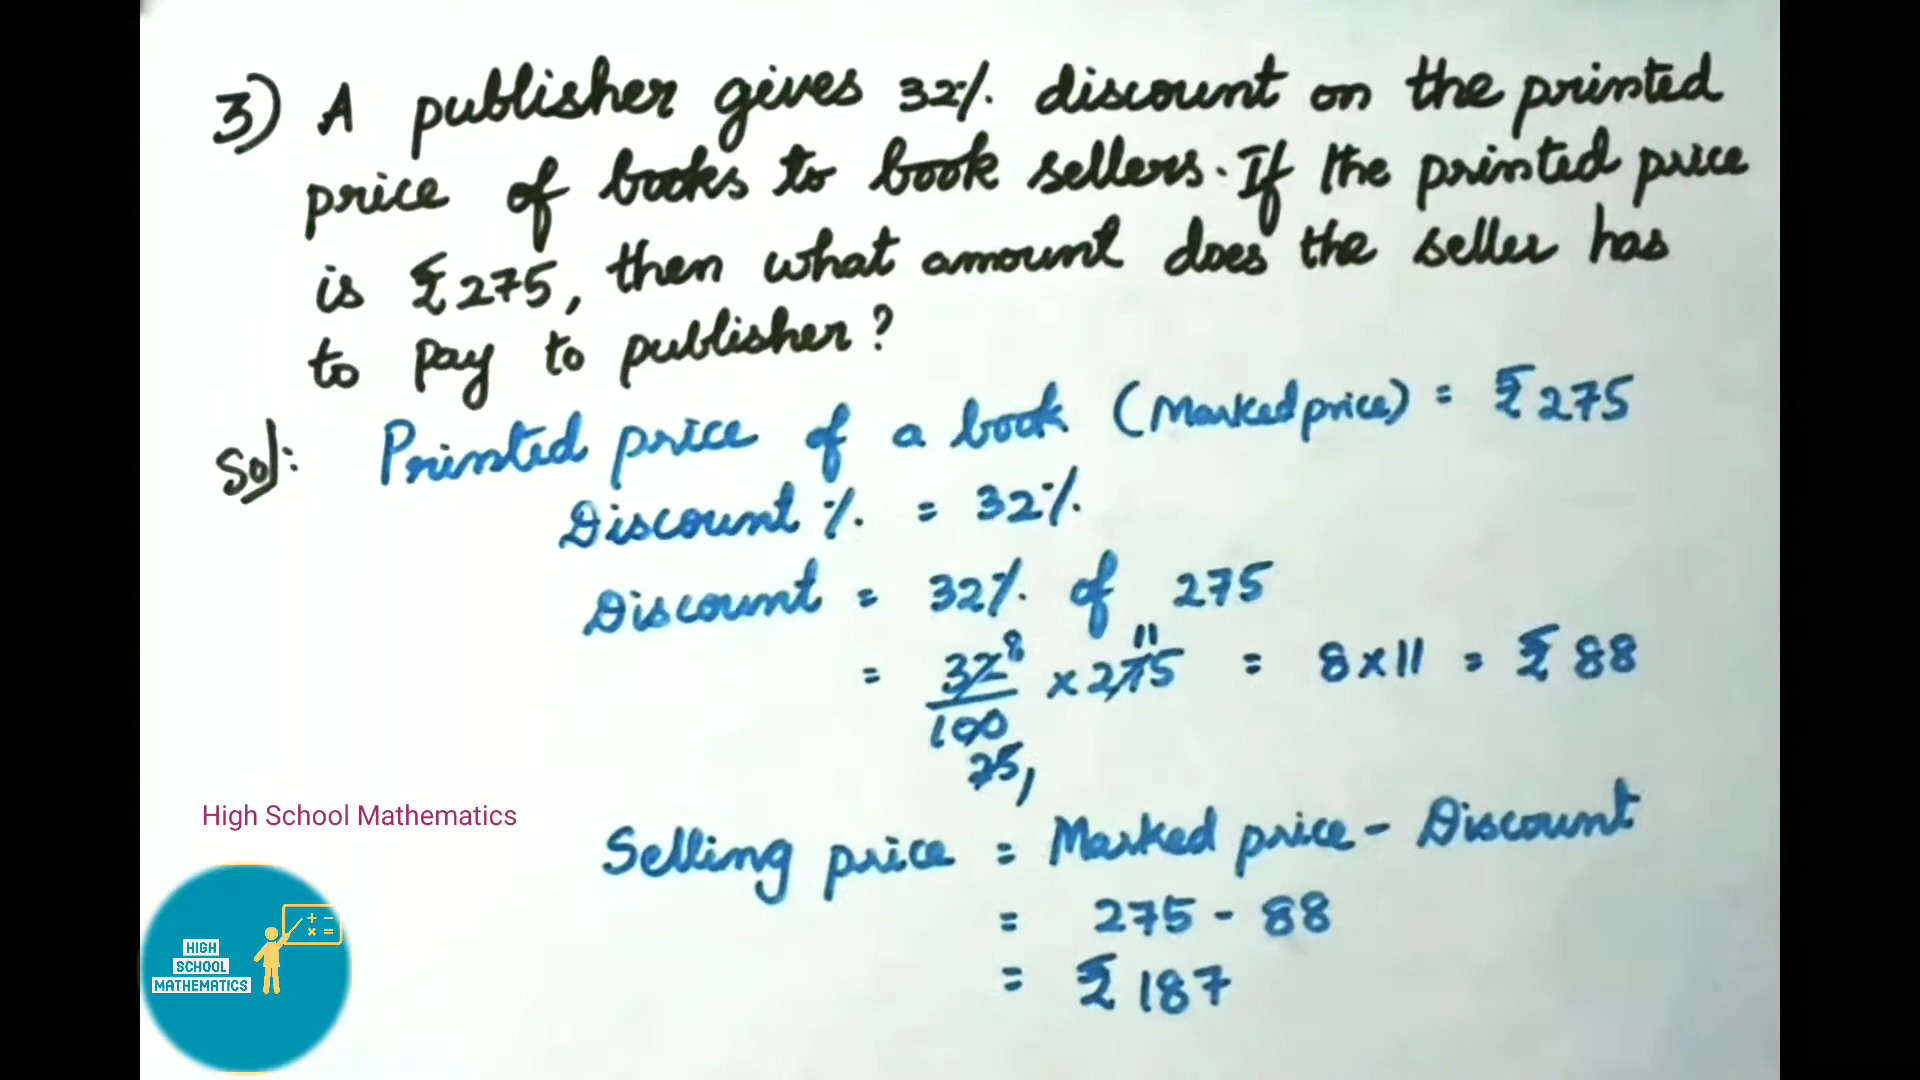 3) A publisher gives 32% discount on the printed
price of books to book sellers. If the printed price
is ₹275, then what amount does the seller has
to pay to publisher?
Sol: Printed price of a book (Marked price) = ₹275
Discount % = 32%
Discount = 32% of 275
8 11
= 32/100 × 275 = 8×11 = ₹88
25,
Selling price = Marked price - Discount
= 275 - 88
= ₹187
High School Mathematics
HIGH
SCHOOL
MATHEMATICS
+ -
× =